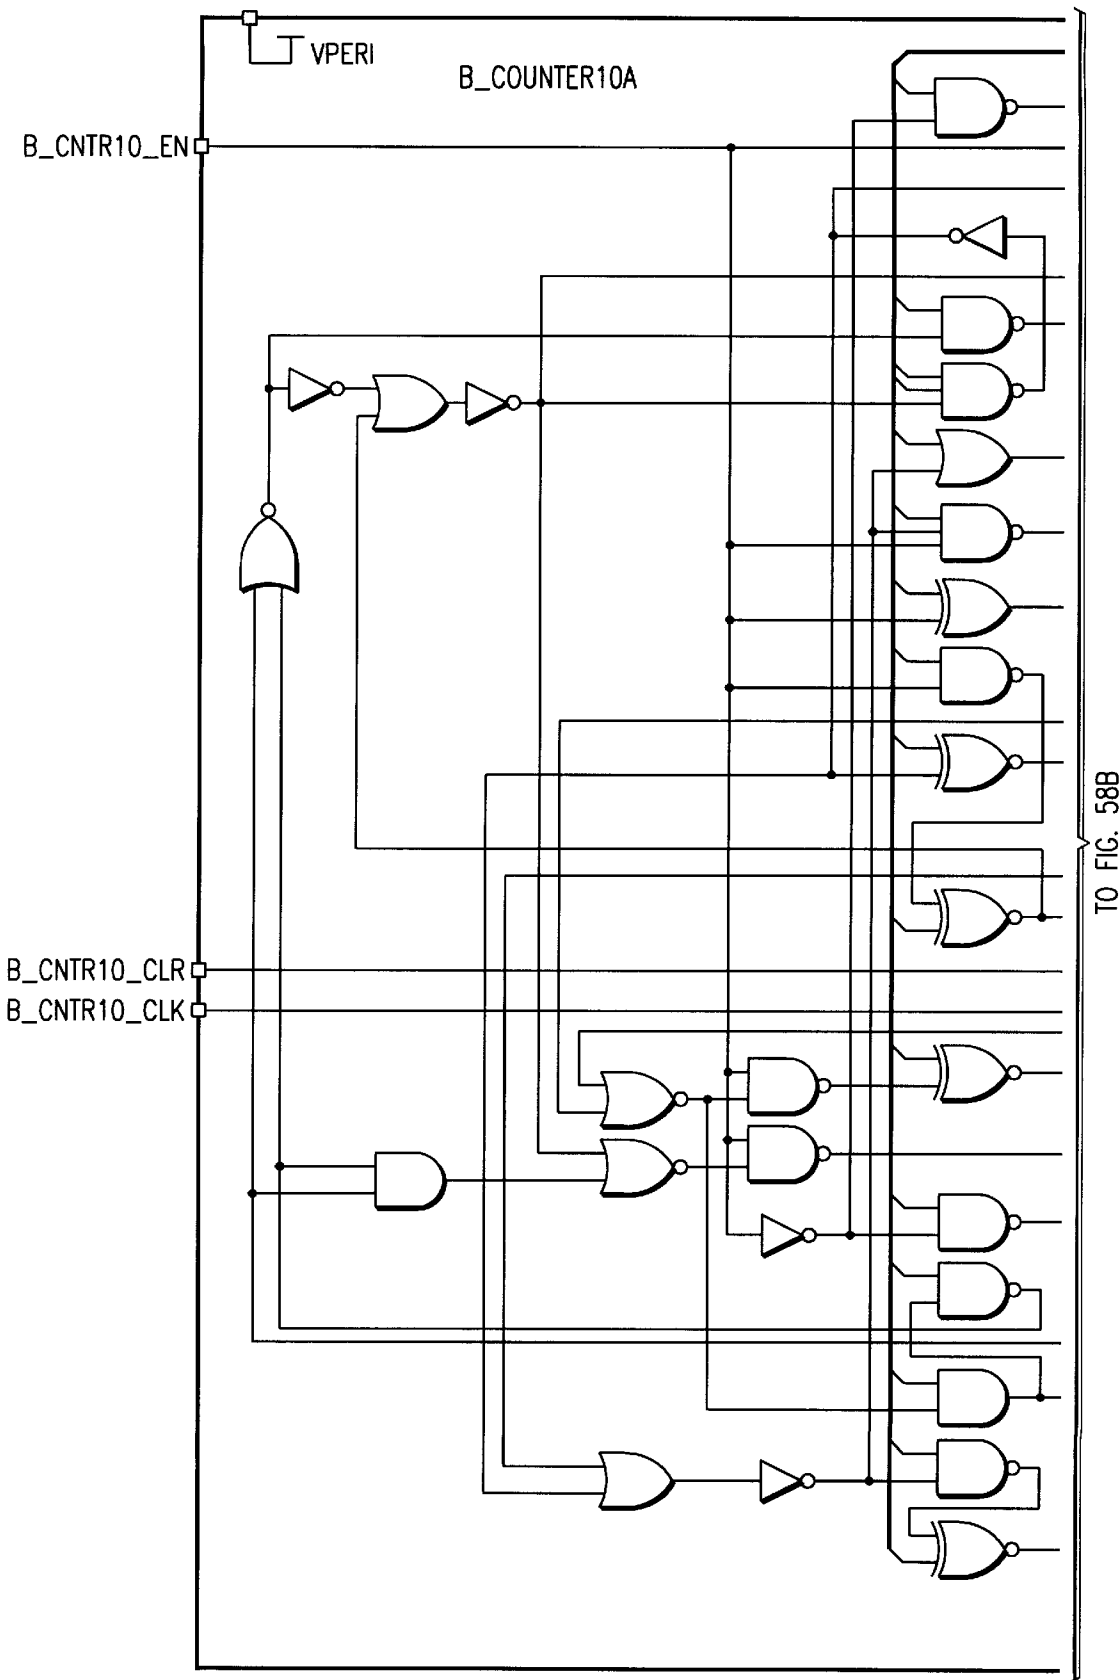 VPERI
B_COUNTER10A
B_CNTR10_EN
TO FIG. 58B
B_CNTR10_CLR
B_CNTR10_CLK